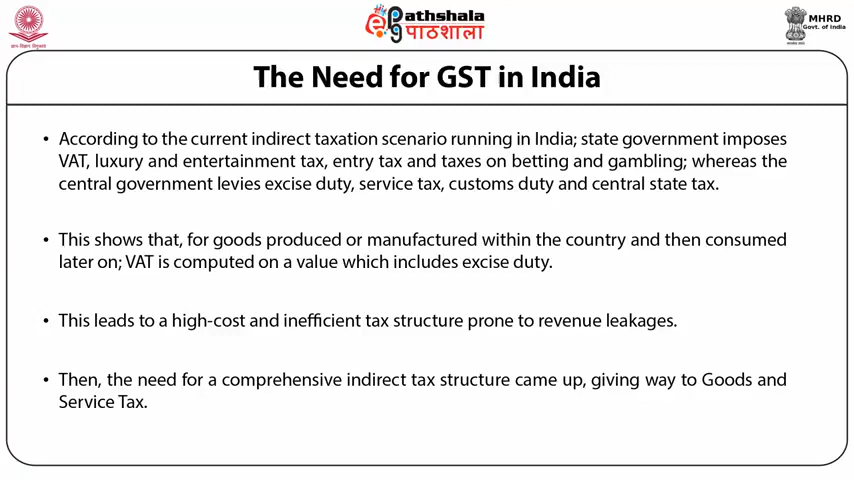 ज्ञान-विज्ञान विमुक्तये
e Pathshala
pg पाठशाला
MHRD
Govt. of India
The Need for GST in India
• According to the current indirect taxation scenario running in India; state government imposes
VAT, luxury and entertainment tax, entry tax and taxes on betting and gambling; whereas the
central government levies excise duty, service tax, customs duty and central state tax.
• This shows that, for goods produced or manufactured within the country and then consumed
later on; VAT is computed on a value which includes excise duty.
• This leads to a high-cost and inefficient tax structure prone to revenue leakages.
• Then, the need for a comprehensive indirect tax structure came up, giving way to Goods and
Service Tax.